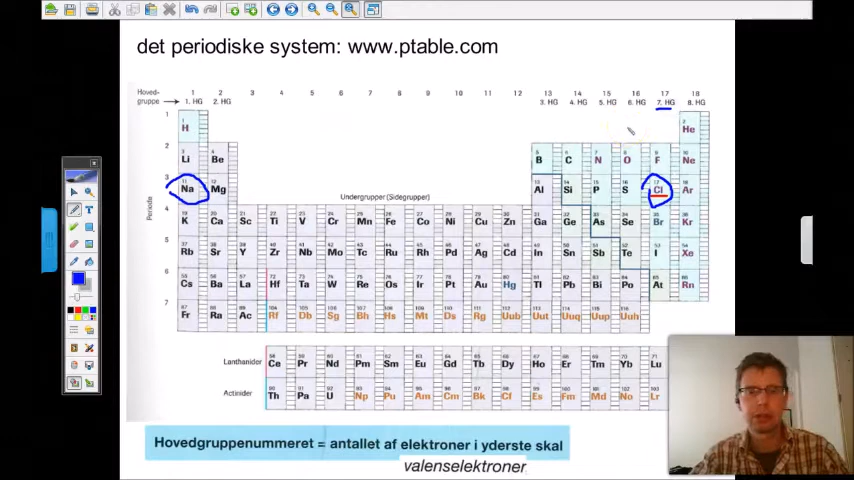 det periodiske system: www.ptable.com
Hoved-
gruppe 1 2 3 4 5 6 7 8 9 10 11 12 13 14 15 16 17 18
1. HG 2. HG 3. HG 4. HG 5. HG 6. HG 7. HG 8. HG
Periode
1 H He
2 Li Be B C N O F Ne
3 Na Mg Al Si P S Cl Ar
Undergrupper (Sidegrupper)
4 K Ca Sc Ti V Cr Mn Fe Co Ni Cu Zn Ga Ge As Se Br Kr
5 Rb Sr Y Zr Nb Mo Tc Ru Rh Pd Ag Cd In Sn Sb Te I Xe
6 Cs Ba La Hf Ta W Re Os Ir Pt Au Hg Tl Pb Bi Po At Rn
7 Fr Ra Ac Rf Db Sg Bh Hs Mt Ds Rg Uub Uut Uuq Uup Uuh
Lanthanider Ce Pr Nd Pm Sm Eu Gd Tb Dy Ho Er Tm Yb Lu
Actinider Th Pa U Np Pu Am Cm Bk Cf Es Fm Md No Lr
Hovedgruppenummeret = antallet af elektroner i yderste skal
valenselektroner